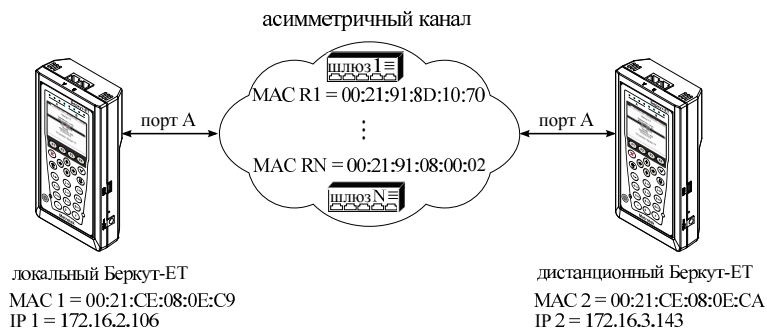 асимметричный канал
шлюз 1
MAC R1 = 00:21:91:8D:10:70
порт А
порт А
MAC RN = 00:21:91:08:00:02
шлюз N
локальный Беркут-ЕТ
MAC 1 = 00:21:CE:08:0E:C9
IP 1 = 172.16.2.106
дистанционный Беркут-ЕТ
MAC 2 = 00:21:CE:08:0E:CA
IP 2 = 172.16.3.143